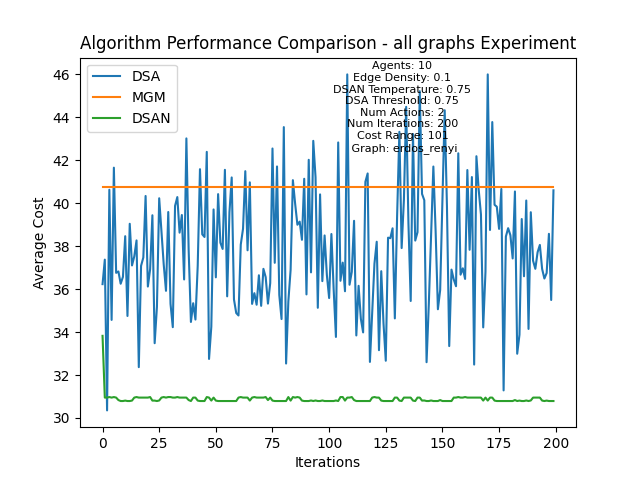 Algorithm Performance Comparison - all graphs Experiment
DSA
MGM
DSAN
Agents: 10
Edge Density: 0.1
DSAN Temperature: 0.75
DSA Threshold: 0.75
Num Actions: 2
Num Iterations: 200
Cost Range: 101
Graph: erdos_renyi
Average Cost
46
44
42
40
38
36
34
32
30
0
25
50
75
100
125
150
175
200
Iterations